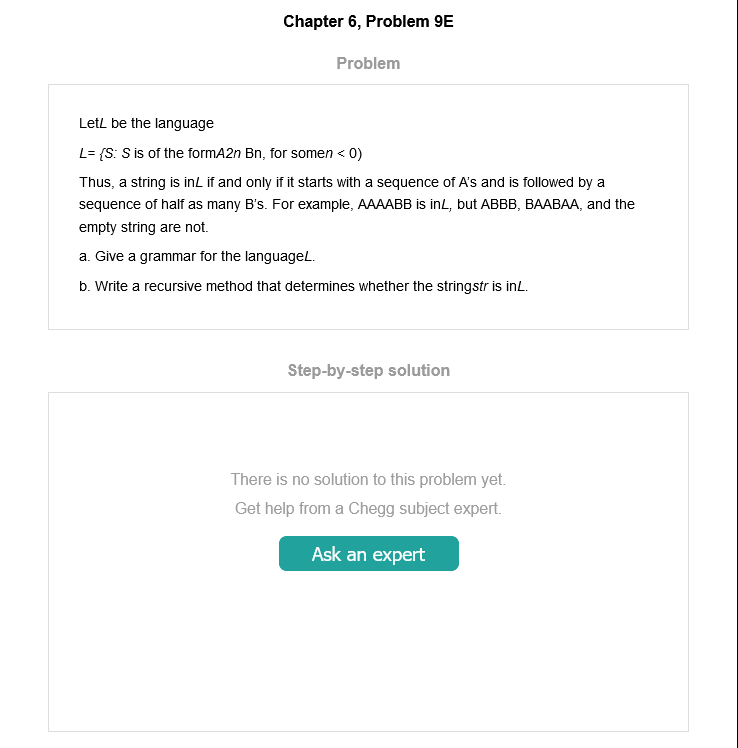 Chapter 6, Problem 9E
Problem
LetL be the language
L= {S: S is of the formA2n Bn, for somen < 0)
Thus, a string is inL if and only if it starts with a sequence of A's and is followed by a
sequence of half as many B's. For example, AAAABB is inL, but ABBB, BAABAA, and the
empty string are not.
a. Give a grammar for the languageL.
b. Write a recursive method that determines whether the stringstr is inL.
Step-by-step solution
There is no solution to this problem yet.
Get help from a Chegg subject expert.
Ask an expert